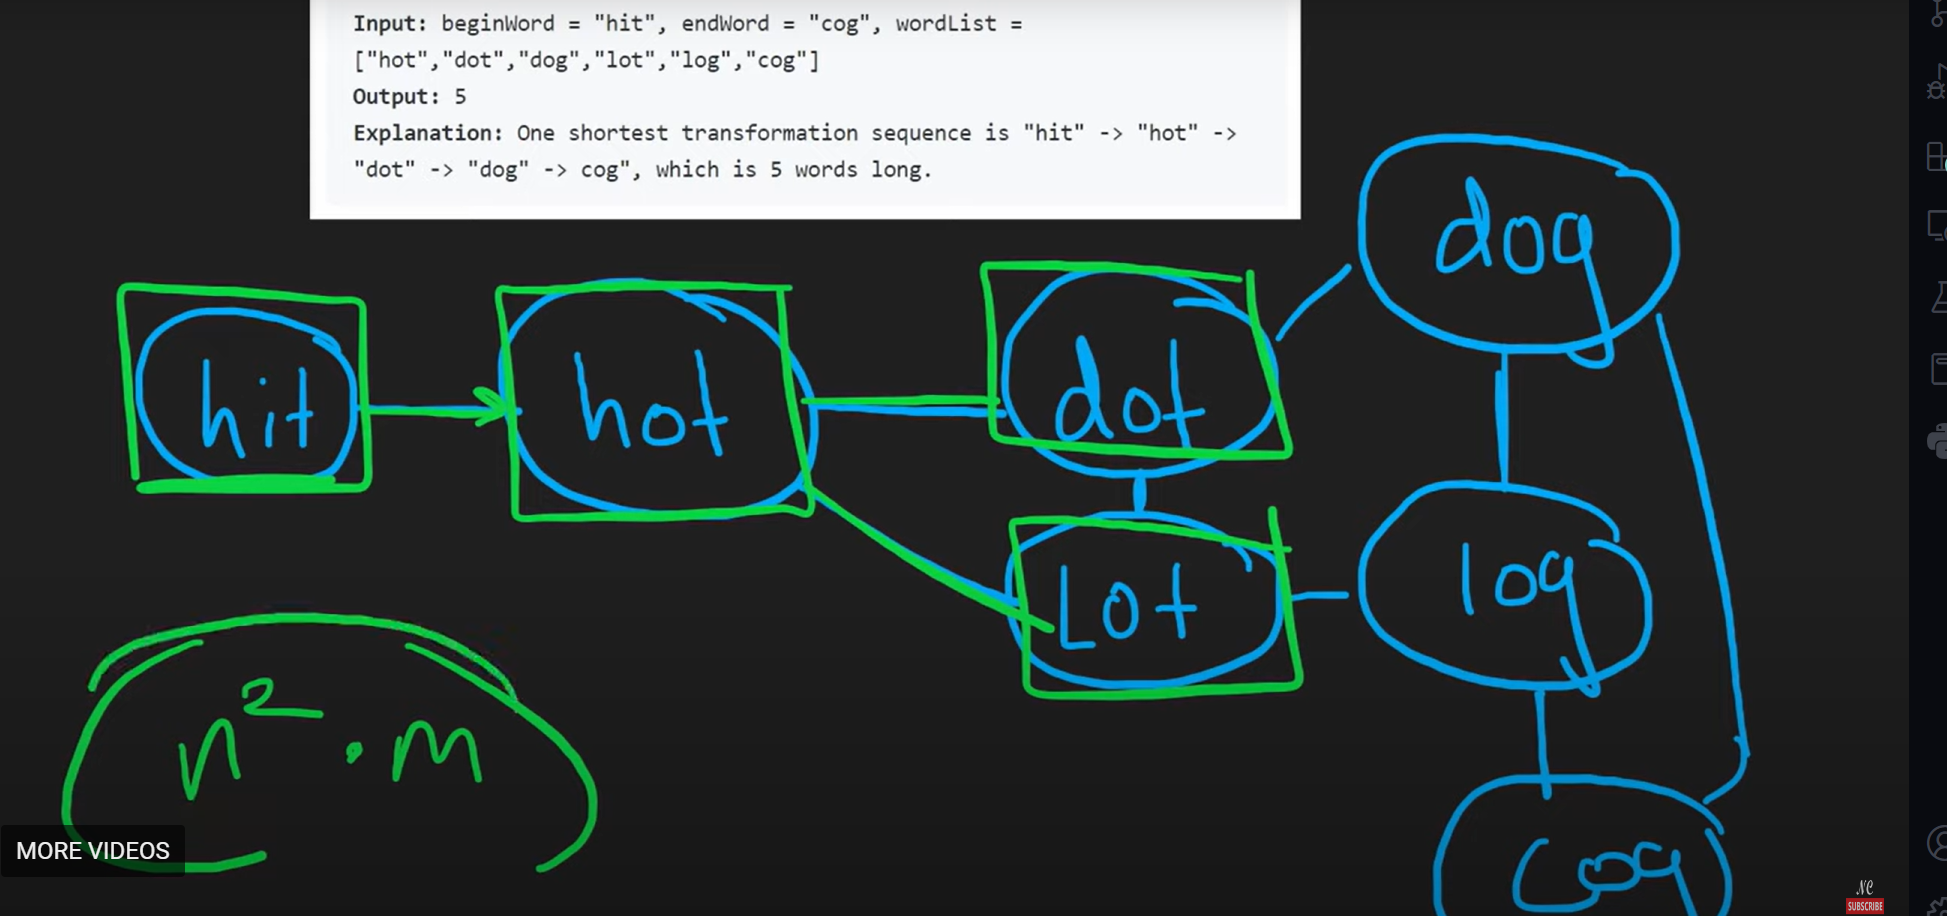 Input: beginWord = "hit", endWord = "cog", wordList =
["hot","dot","dog","lot","log","cog"]
Output: 5
Explanation: One shortest transformation sequence is "hit" -> "hot" ->
"dot" -> "dog" -> cog", which is 5 words long.
dog
hit
hot
dot
Lot
log
n² · m
cog
MORE VIDEOS
NC
SUBSCRIBE